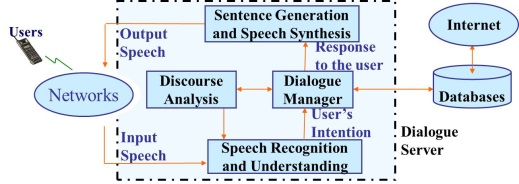 Users
Networks
Output
Speech
Input
Speech
Sentence Generation
and Speech Synthesis
Response
to the user
Discourse
Analysis
Dialogue
Manager
User's
Intention
Speech Recognition
and Understanding
Internet
Databases
Dialogue
Server